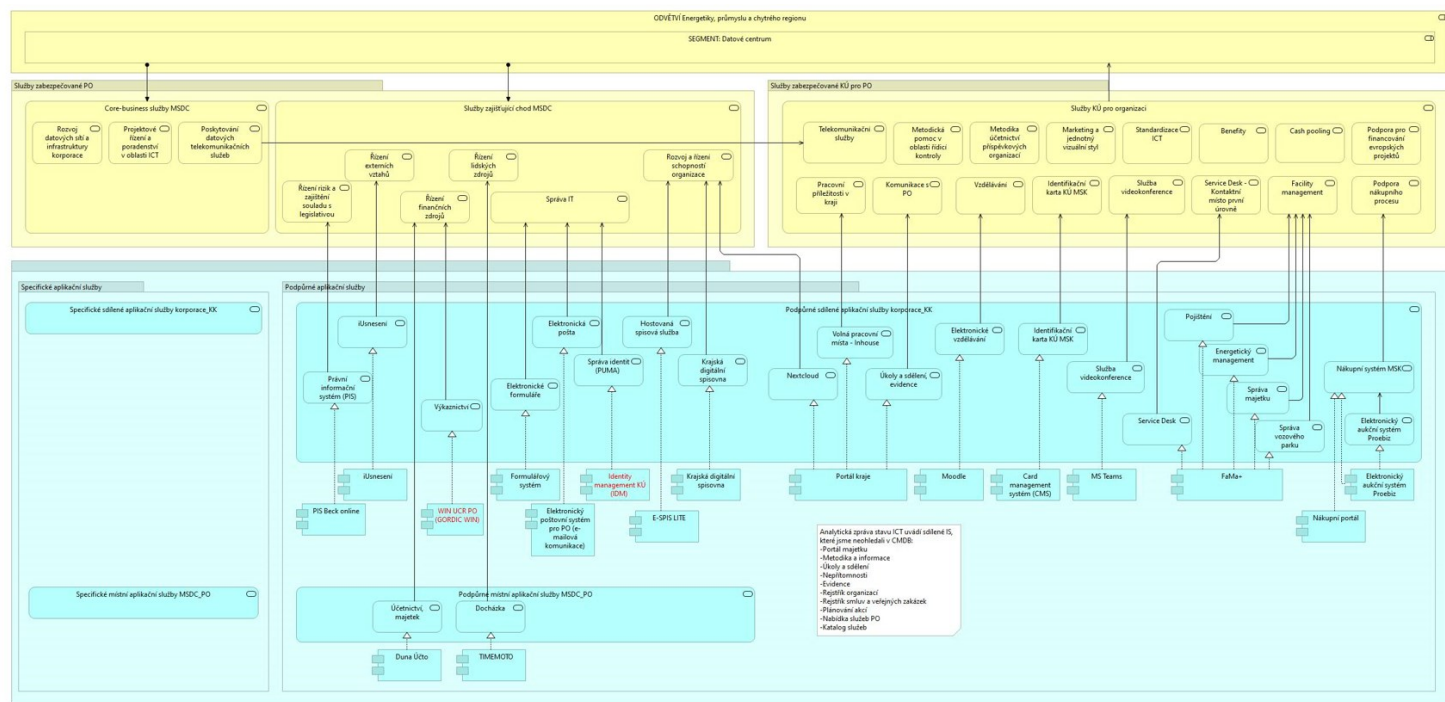 ODVĚTVÍ Energetiky, průmyslu a chytrého regionu
SEGMENT: Datové centrum
Služby zabezpečované PO
Core-business služby MSDC
Rozvoj
datových sítí a
infrastruktury
korporace
Projektové
řízení a
poradenství
v oblasti ICT
Poskytování
datových
telekomunikačních
služeb
Služby zajišťující chod MSDC
Řízení
externích
vztahů
Řízení
lidských
zdrojů
Rozvoj a řízení
schopností
organizace
Řízení rizik a
zajištění
souladu s
legislativou
Řízení
finančních
zdrojů
Správa IT
Služby zabezpečované KÚ pro PO
Služby KÚ pro organizaci
Telekomunikační
služby
Metodická
pomoc v
oblasti řídicí
kontroly
Metodika
účetnictví
příspěvkových
organizací
Marketing a
jednotný
vizuální styl
Standardizace
ICT
Benefity
Cash pooling
Podpora pro
financování
evropských
projektů
Pracovní
příležitosti v
kraji
Komunikace s
PO
Vzdělávání
Identifikační
karta KÚ MSK
Služba
videokonference
Service Desk -
Kontaktní
místo první
úrovně
Facility
management
Podpora
nákupního
procesu
Specifické aplikační služby
Specifické sdílené aplikační služby korporace_KK
Specifické místní aplikační služby MSDC_PO
Podpůrné aplikační služby
Podpůrné sdílené aplikační služby korporace_KK
iUsnesení
Elektronická
pošta
Hostovaná
spisová služba
Volná pracovní
místa - Inhouse
Elektronické
vzdělávání
Identifikační
karta KÚ MSK
Pojištění
Právní
informační
systém (PIS)
Správa identit
(PUMA)
Krajská
digitální
spisovna
Nextcloud
Úkoly a sdělení,
evidence
Služba
videokonference
Energetický
management
Nákupní systém MSK
Výkaznictví
Elektronické
formuláře
Service Desk
Správa
majetku
Správa
vozového
parku
Elektronický
aukční systém
Proebiz
iUsnesení
Formulářový
systém
Identity
management KÚ
(IDM)
Krajská digitální
spisovna
Portál kraje
Moodle
Card
management
systém (CMS)
MS Teams
FaMa+
Elektronický
aukční systém
Proebiz
PIS Beck online
WIN UCR PO
(GORDIC WIN)
Elektronický
poštovní systém
pro PO (e-
mailová
komunikace)
E-SPIS LITE
Nákupní portál
Analytická zpráva stavu ICT uvádí sdílené IS,
které jsme neohledali v CMDB:
-Portál majetku
-Metodika a informace
-Úkoly a sdělení
-Nepřítomnosti
-Evidence
-Rejstřík organizací
-Rejstřík smluv a veřejných zakázek
-Plánování akcí
-Nabídka služeb PO
-Katalog služeb
Podpůrné místní aplikační služby MSDC_PO
Účetnictví,
majetek
Docházka
Duna Účto
TIMEMOTO